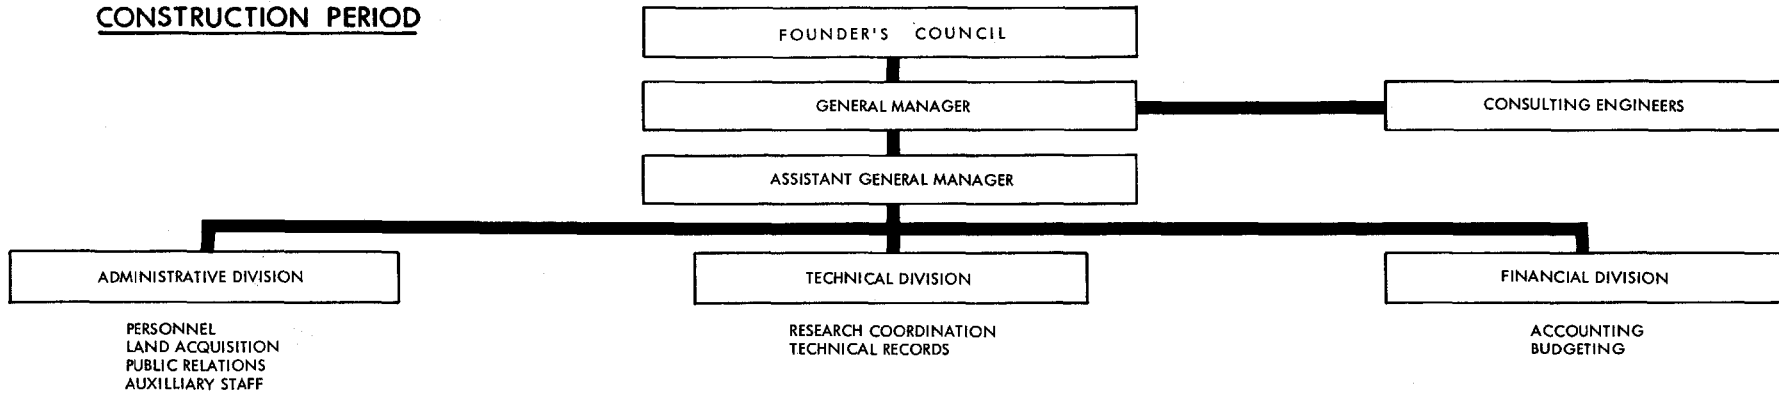 CONSTRUCTION PERIOD
FOUNDER'S COUNCIL
GENERAL MANAGER
CONSULTING ENGINEERS
ASSISTANT GENERAL MANAGER
ADMINISTRATIVE DIVISION
TECHNICAL DIVISION
FINANCIAL DIVISION
PERSONNEL
LAND ACQUISITION
PUBLIC RELATIONS
AUXILLIARY STAFF
RESEARCH COORDINATION
TECHNICAL RECORDS
ACCOUNTING
BUDGETING